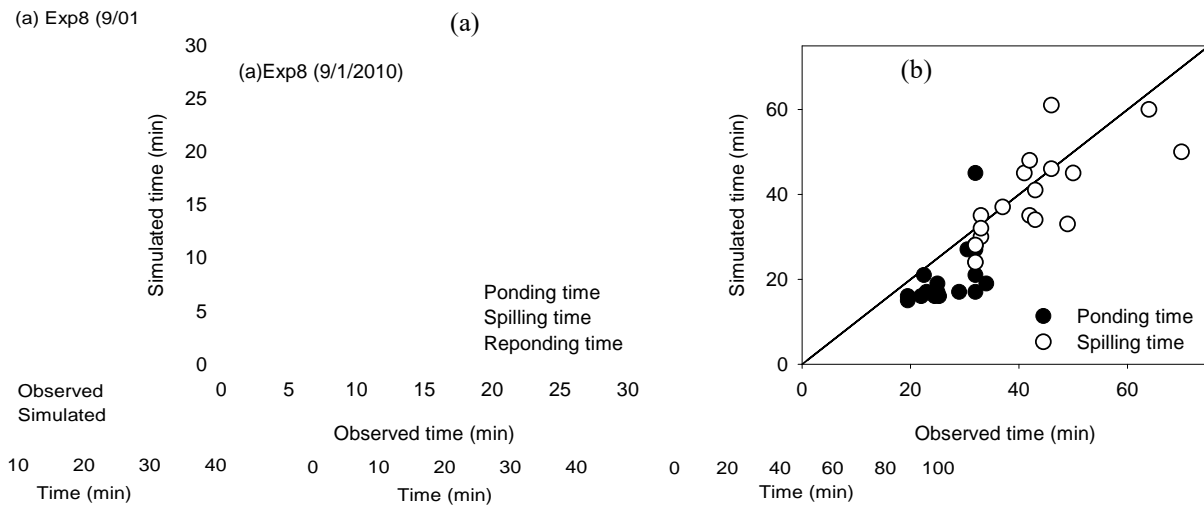 (a) Exp8 (9/01
(a)
30
(a)Exp8 (9/1/2010)
25
20
15
10
5
0
Simulated time (min)
Ponding time
Spilling time
Reponding time
0 5 10 15 20 25 30
Observed time (min)
Observed
Simulated
10 20 30 40
Time (min)
0 10 20 30 40
Time (min)
(b)
60
40
20
0
Simulated time (min)
Ponding time
Spilling time
0 20 40 60
Observed time (min)
0 20 40 60 80 100
Time (min)